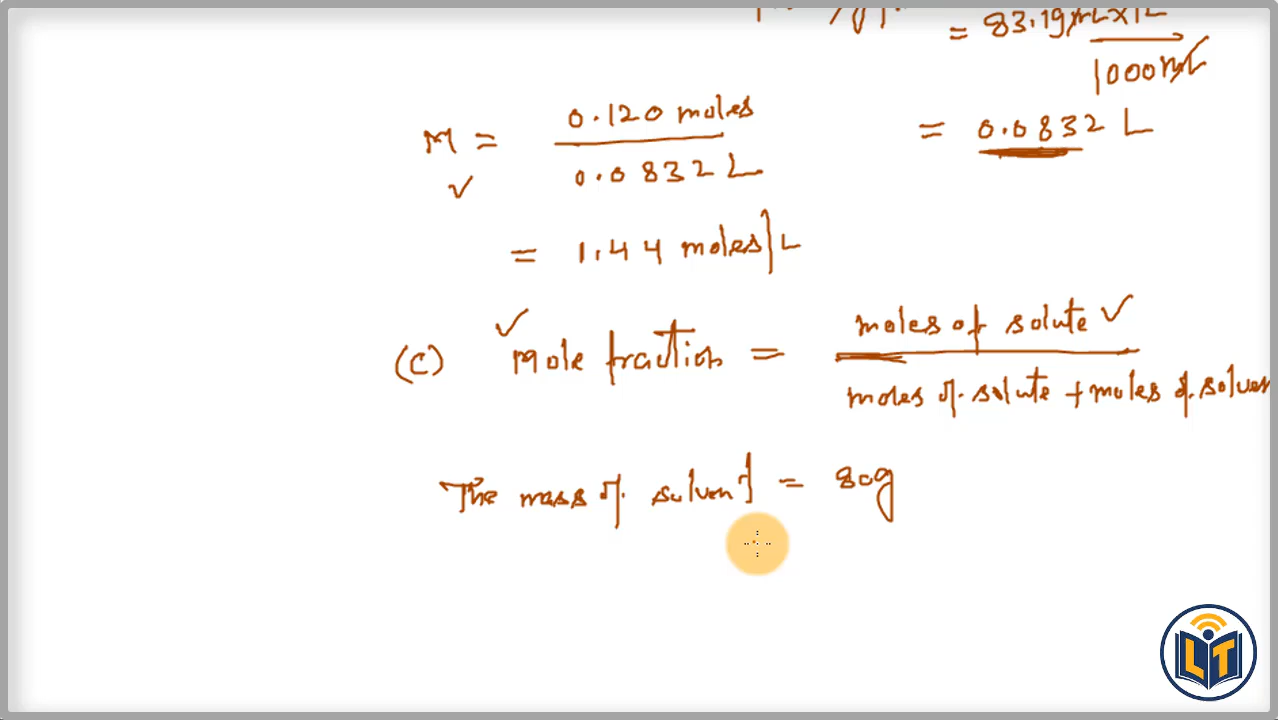 = 83.19 mL x 1L
1000 mL
M = 0.120 moles
0.0832 L
= 0.0832 L
= 1.44 moles/L
(c) Mole fraction = moles of solute
moles of solute + moles of solven
The mass of solvent = 80g
LT